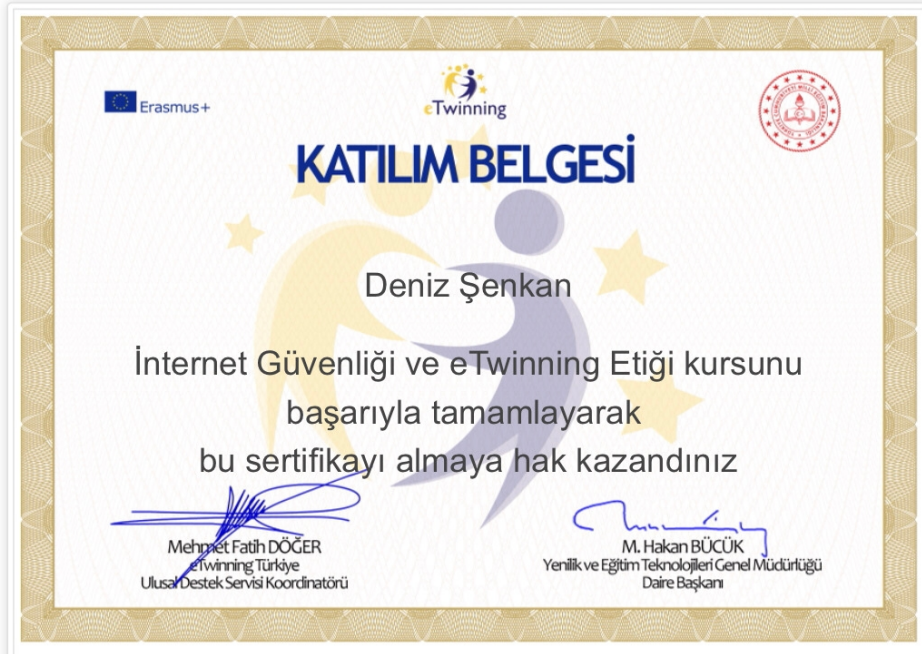 Erasmus+
eTwinning
KATILIM BELGESİ
Deniz Şenkan
İnternet Güvenliği ve eTwinning Etiği kursunu
başarıyla tamamlayarak
bu sertifikayı almaya hak kazandınız
Mehmet Fatih DÖĞER
eTwinning Türkiye
Ulusal Destek Servisi Koordinatörü
M. Hakan BÜCÜK
Yenilik ve Eğitim Teknolojileri Genel Müdürlüğü
Daire Başkanı